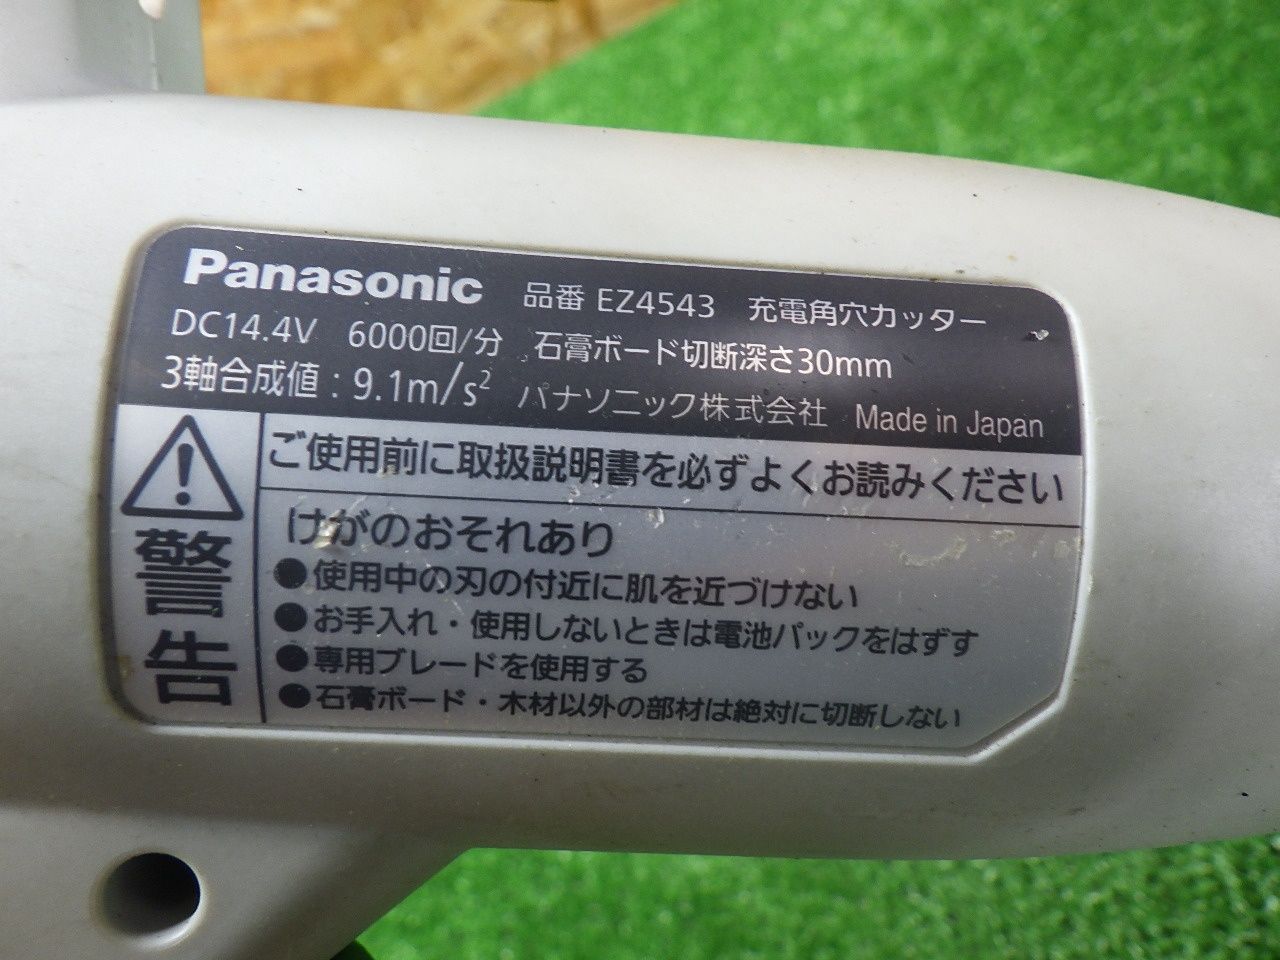 Panasonic 品番 EZ4543 充電角穴カッター
DC14.4V 6000回/分 石膏ボード切断深さ30mm
3軸合成値 : 9.1m/s² パナソニック株式会社 Made in Japan
警告
ご使用前に取扱説明書を必ずよくお読みください
けがのおそれあり
●使用中の刃の付近に肌を近づけない
●お手入れ・使用しないときは電池パックをはずす
●専用ブレードを使用する
●石膏ボード・木材以外の部材は絶対に切断しない